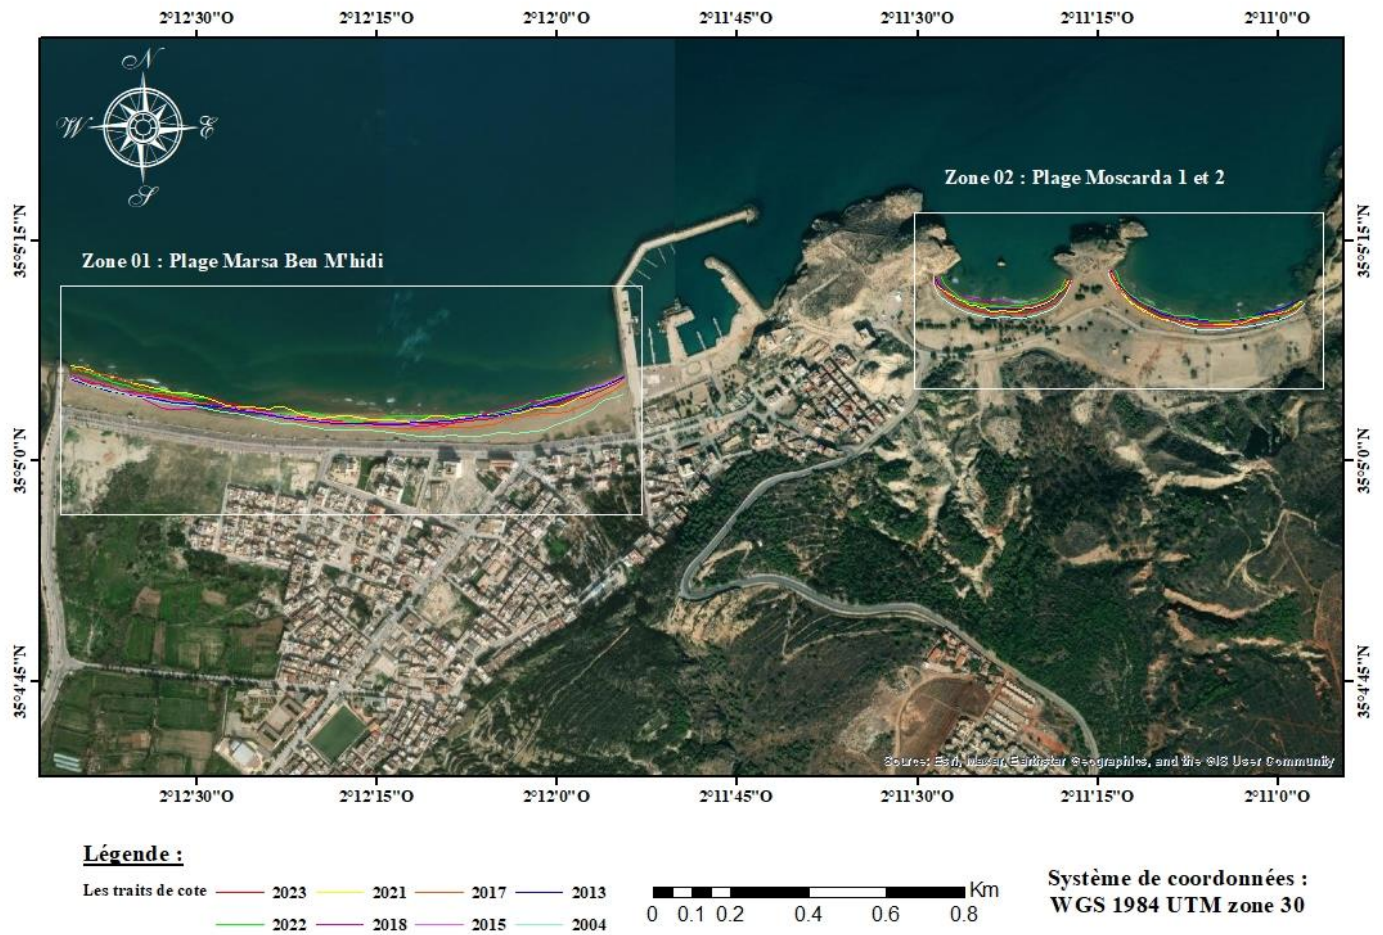 2°12'30"O 2°12'15"O 2°12'0"O 2°11'45"O 2°11'30"O 2°11'15"O 2°11'0"O
N
W E
S
Zone 02 : Plage Moscarda 1 et 2
35°5'15"N 35°5'15"N
Zone 01 : Plage Marsa Ben M'hidi
35°5'0"N 35°5'0"N
35°4'45"N 35°4'45"N
Source: Esri, Maxar, Earthstar Geographics, and the GIS User Community
2°12'30"O 2°12'15"O 2°12'0"O 2°11'45"O 2°11'30"O 2°11'15"O 2°11'0"O
Légende :
Les traits de cote 2023 2021 2017 2013
2022 2018 2015 2004
Km
0 0.1 0.2 0.4 0.6 0.8
Système de coordonnées :
WGS 1984 UTM zone 30